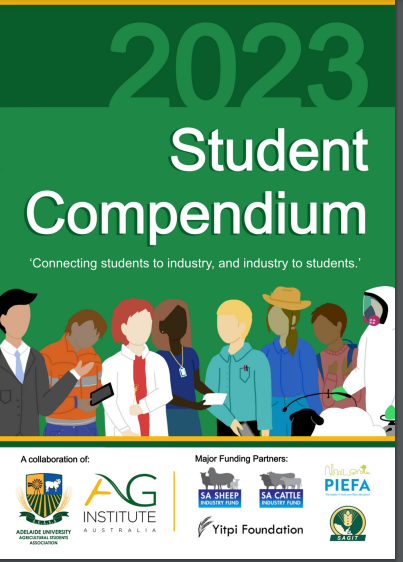 2023
Student
Compendium
‘Connecting students to industry, and industry to students.’
A collaboration of:
Major Funding Partners:
ADELAIDE UNIVERSITY
AGRICULTURAL STUDENTS
ASSOCIATION
AG
INSTITUTE
AUSTRALIA
SA SHEEP
INDUSTRY FUND
SA CATTLE
INDUSTRY FUND
PIEFA
Yitpi Foundation
SAGIT